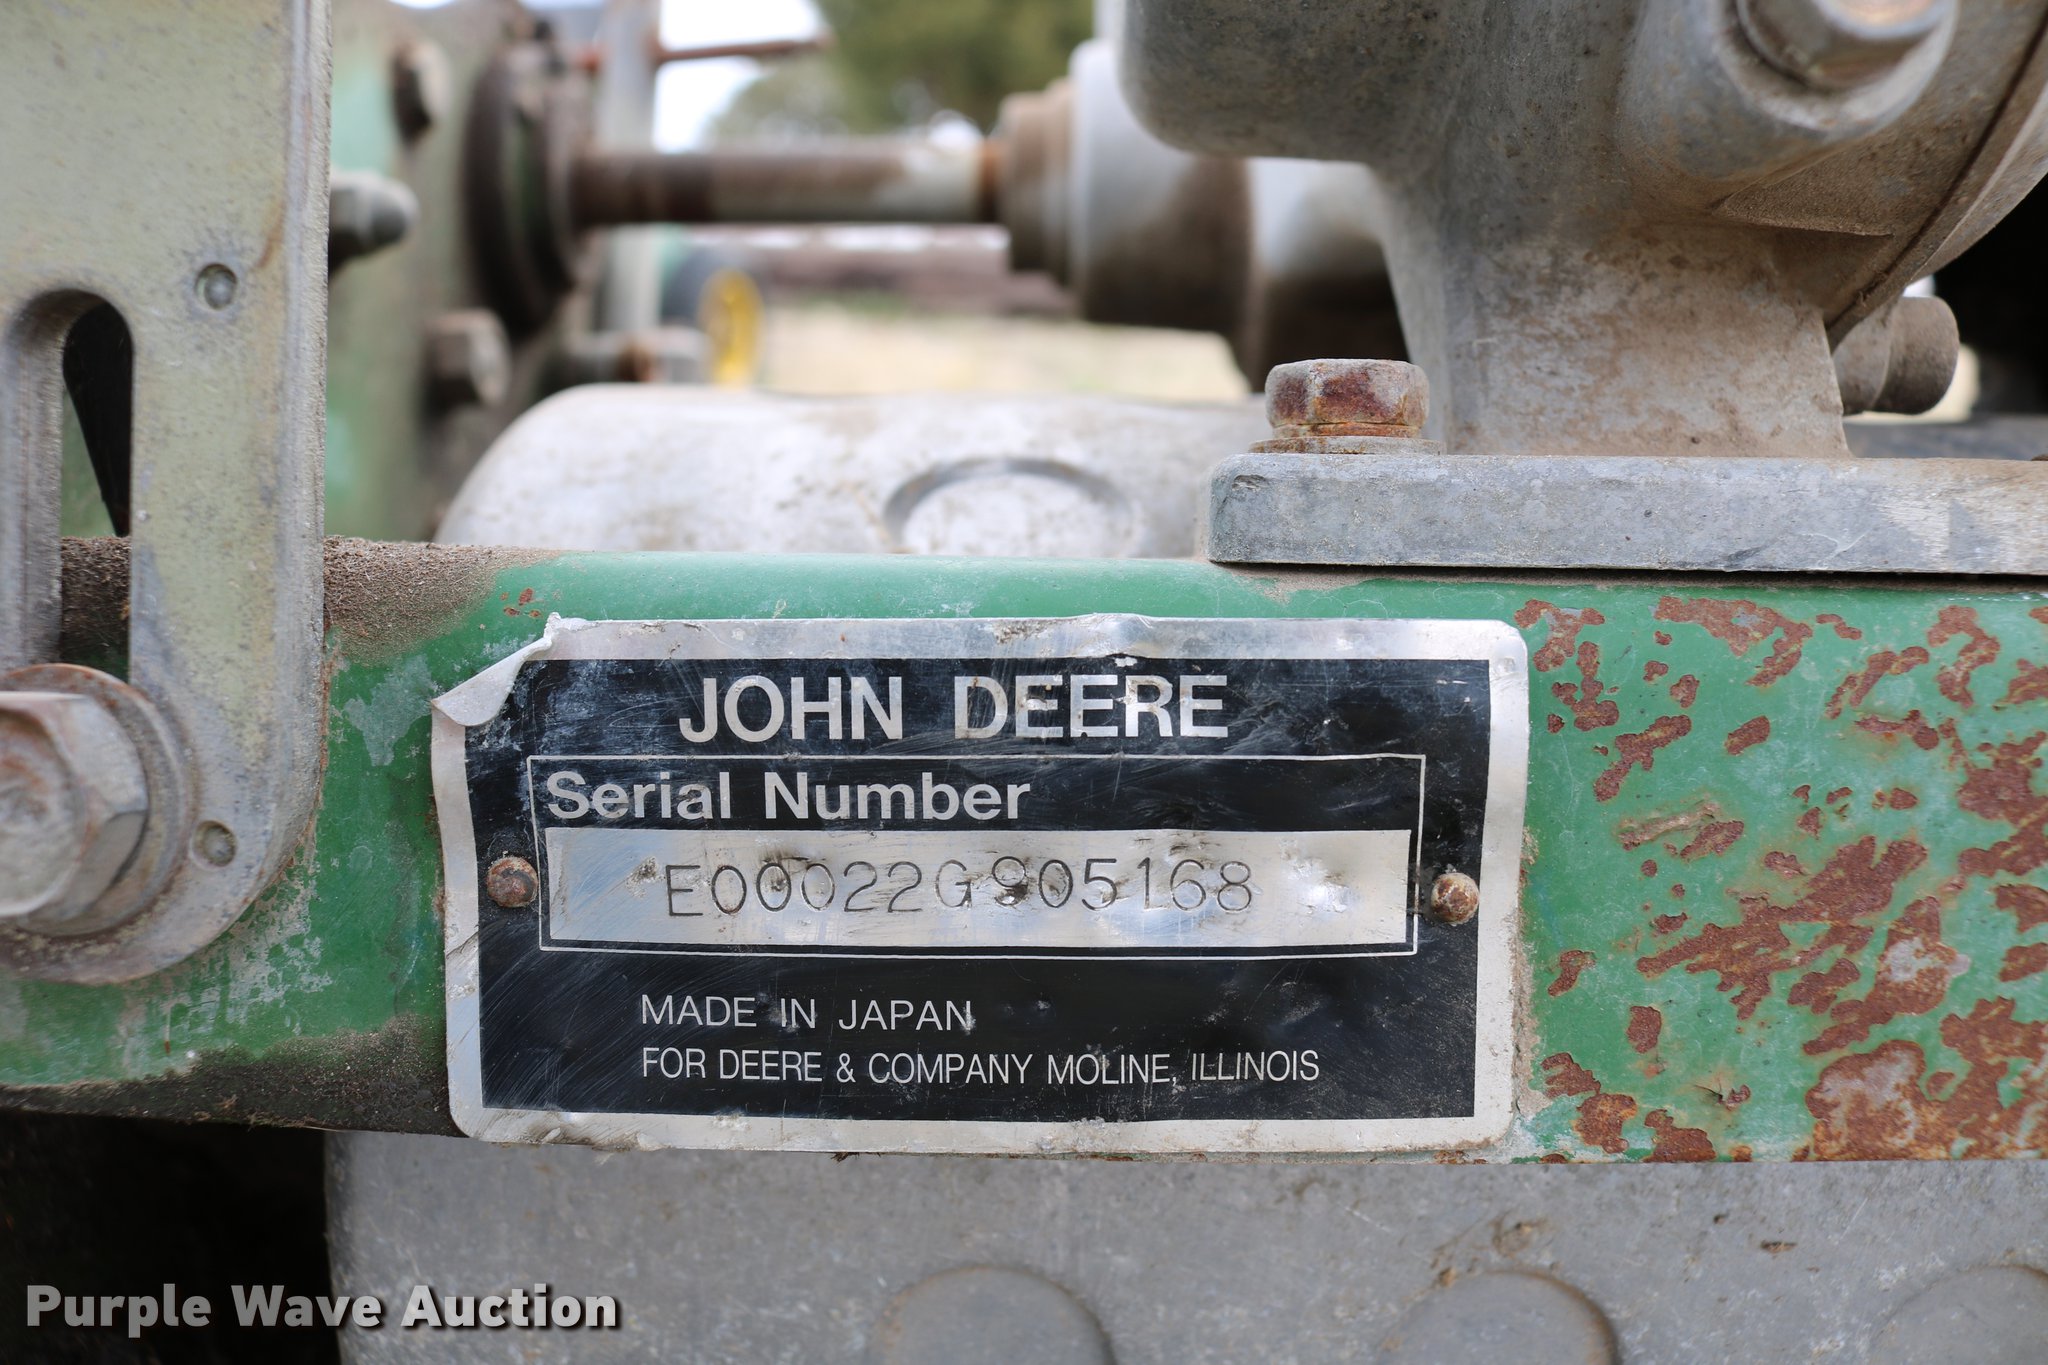 JOHN DEERE
Serial Number
E00022G905168
MADE IN JAPAN
FOR DEERE & COMPANY MOLINE, ILLINOIS
Purple Wave Auction